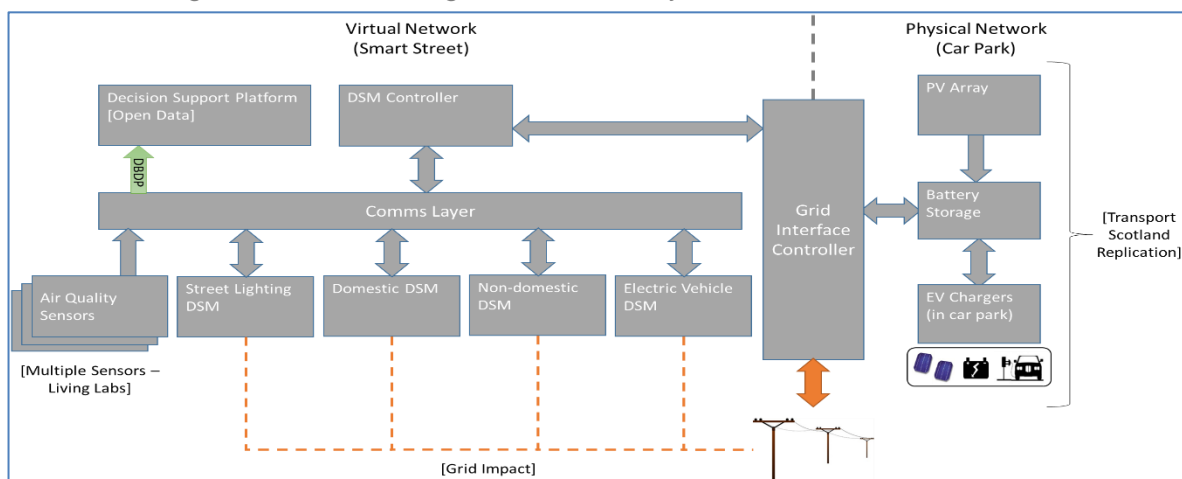 Virtual Network
(Smart Street)
Physical Network
(Car Park)
Decision Support Platform
[Open Data]
DSM Controller
PV Array
DBDP
Comms Layer
Grid
Interface
Controller
Battery
Storage
[Transport
Scotland
Replication]
Air Quality
Sensors
Street Lighting
DSM
Domestic DSM
Non-domestic
DSM
Electric Vehicle
DSM
EV Chargers
(in car park)
[Multiple Sensors –
Living Labs]
[Grid Impact]